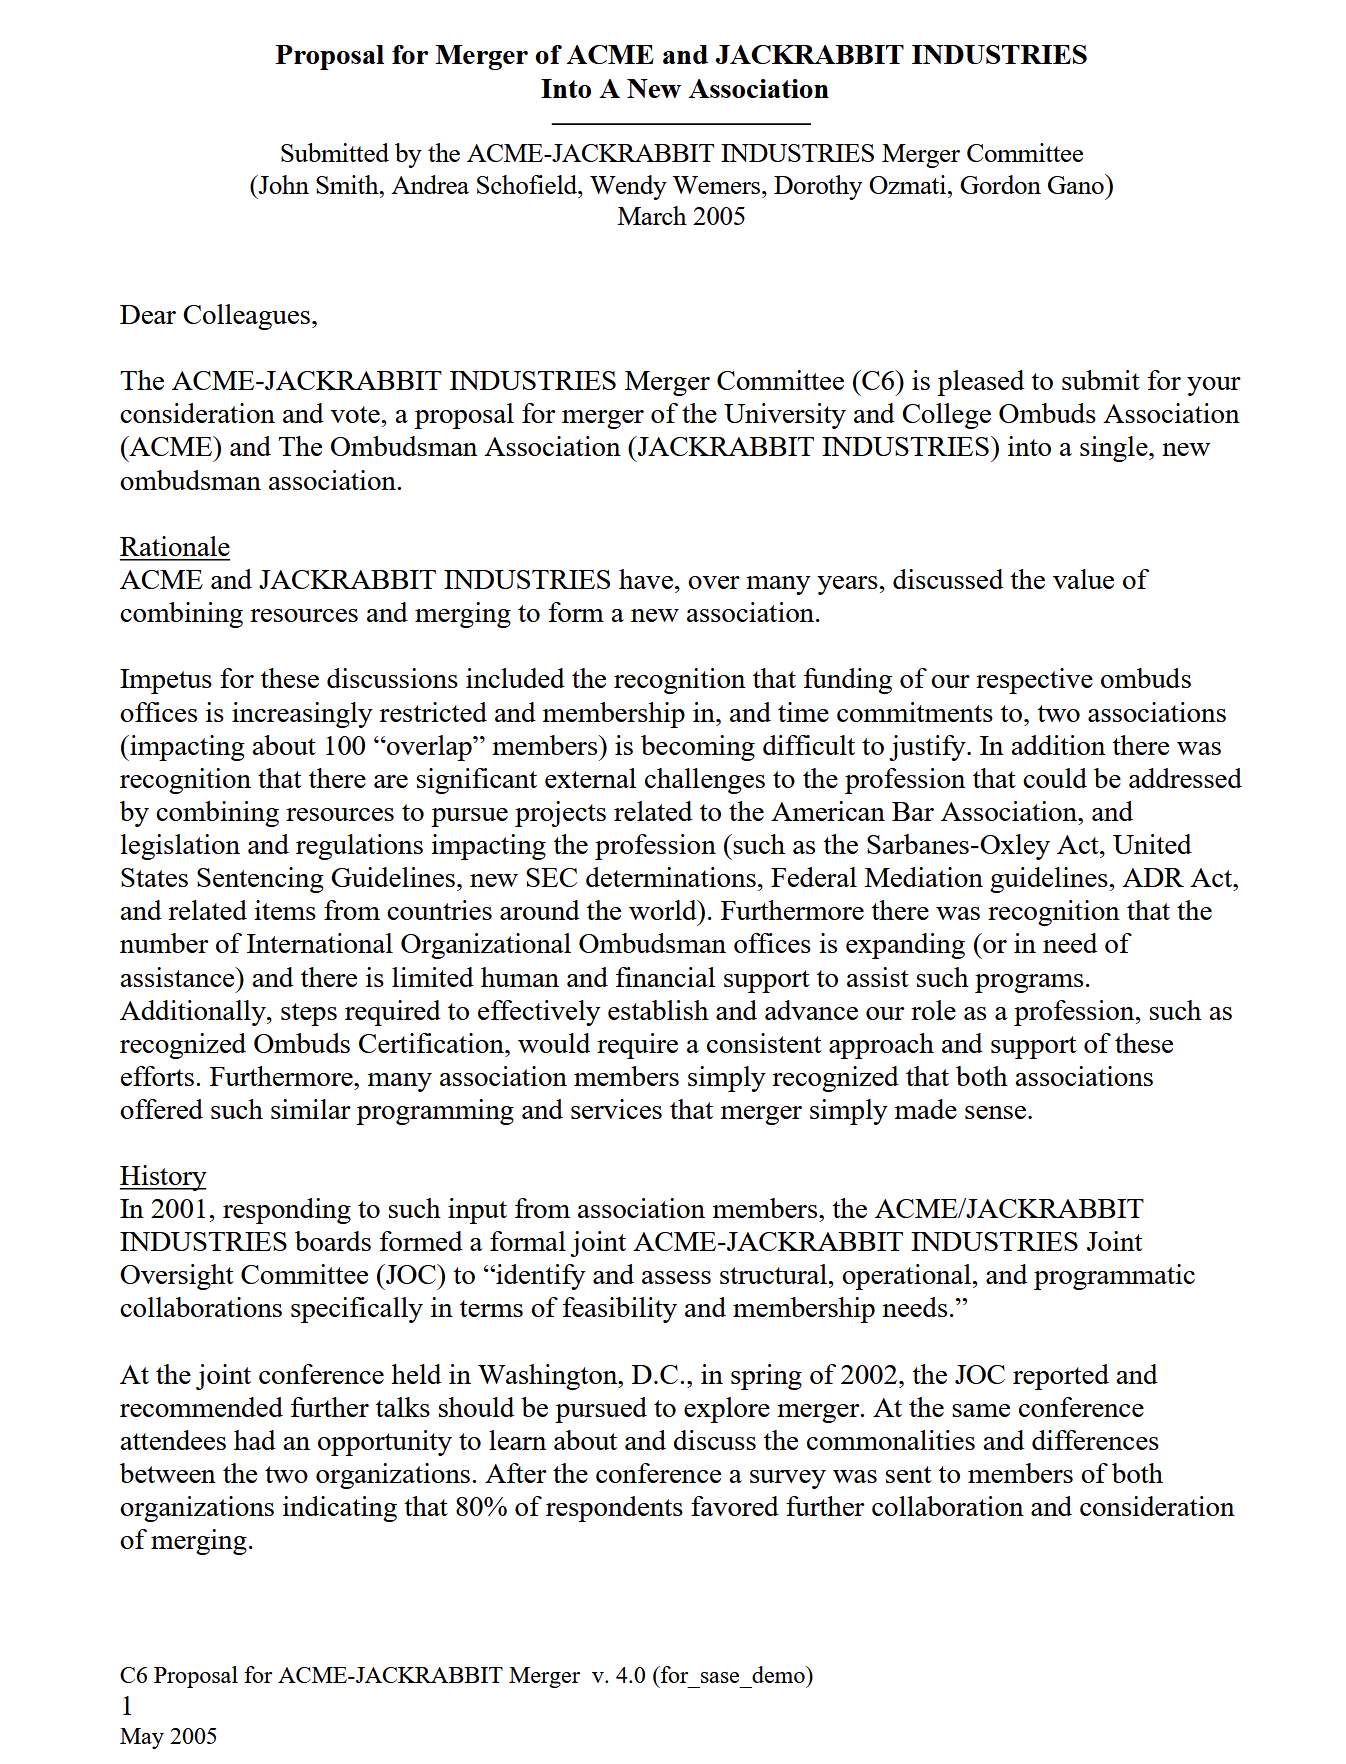 Proposal for Merger of ACME and JACKRABBIT INDUSTRIES
Into A New Association
Submitted by the ACME-JACKRABBIT INDUSTRIES Merger Committee
(John Smith, Andrea Schofield, Wendy Wemers, Dorothy Ozmati, Gordon Gano)
March 2005
Dear Colleagues,
The ACME-JACKRABBIT INDUSTRIES Merger Committee (C6) is pleased to submit for your
consideration and vote, a proposal for merger of the University and College Ombuds Association
(ACME) and The Ombudsman Association (JACKRABBIT INDUSTRIES) into a single, new
ombudsman association.
Rationale
ACME and JACKRABBIT INDUSTRIES have, over many years, discussed the value of
combining resources and merging to form a new association.
Impetus for these discussions included the recognition that funding of our respective ombuds
offices is increasingly restricted and membership in, and time commitments to, two associations
(impacting about 100 “overlap” members) is becoming difficult to justify. In addition there was
recognition that there are significant external challenges to the profession that could be addressed
by combining resources to pursue projects related to the American Bar Association, and
legislation and regulations impacting the profession (such as the Sarbanes-Oxley Act, United
States Sentencing Guidelines, new SEC determinations, Federal Mediation guidelines, ADR Act,
and related items from countries around the world). Furthermore there was recognition that the
number of International Organizational Ombudsman offices is expanding (or in need of
assistance) and there is limited human and financial support to assist such programs.
Additionally, steps required to effectively establish and advance our role as a profession, such as
recognized Ombuds Certification, would require a consistent approach and support of these
efforts. Furthermore, many association members simply recognized that both associations
offered such similar programming and services that merger simply made sense.
History
In 2001, responding to such input from association members, the ACME/JACKRABBIT
INDUSTRIES boards formed a formal joint ACME-JACKRABBIT INDUSTRIES Joint
Oversight Committee (JOC) to “identify and assess structural, operational, and programmatic
collaborations specifically in terms of feasibility and membership needs.”
At the joint conference held in Washington, D.C., in spring of 2002, the JOC reported and
recommended further talks should be pursued to explore merger. At the same conference
attendees had an opportunity to learn about and discuss the commonalities and differences
between the two organizations. After the conference a survey was sent to members of both
organizations indicating that 80% of respondents favored further collaboration and consideration
of merging.
C6 Proposal for ACME-JACKRABBIT Merger  v. 4.0 (for_sase_demo)
1
May 2005